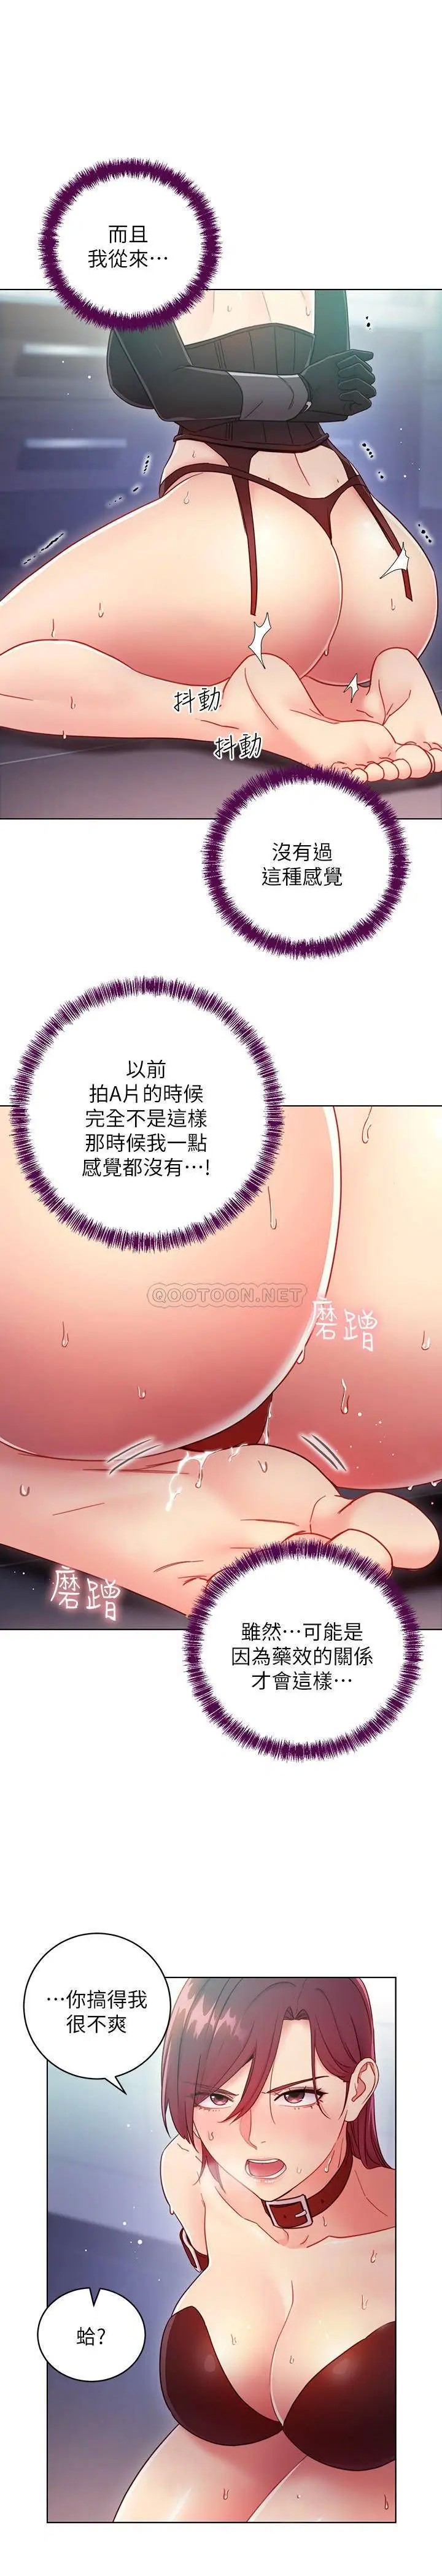 而且
我從來⋯
抖動
抖動
沒有過
這種感覺
以前
拍A片的時候
完全不是這樣
那時候我一點
感覺都沒有⋯!
QOOTOON.NET
磨蹭
磨蹭
雖然⋯可能是
因為藥效的關係
才會這樣⋯
⋯你搞得我
很不爽
蛤?